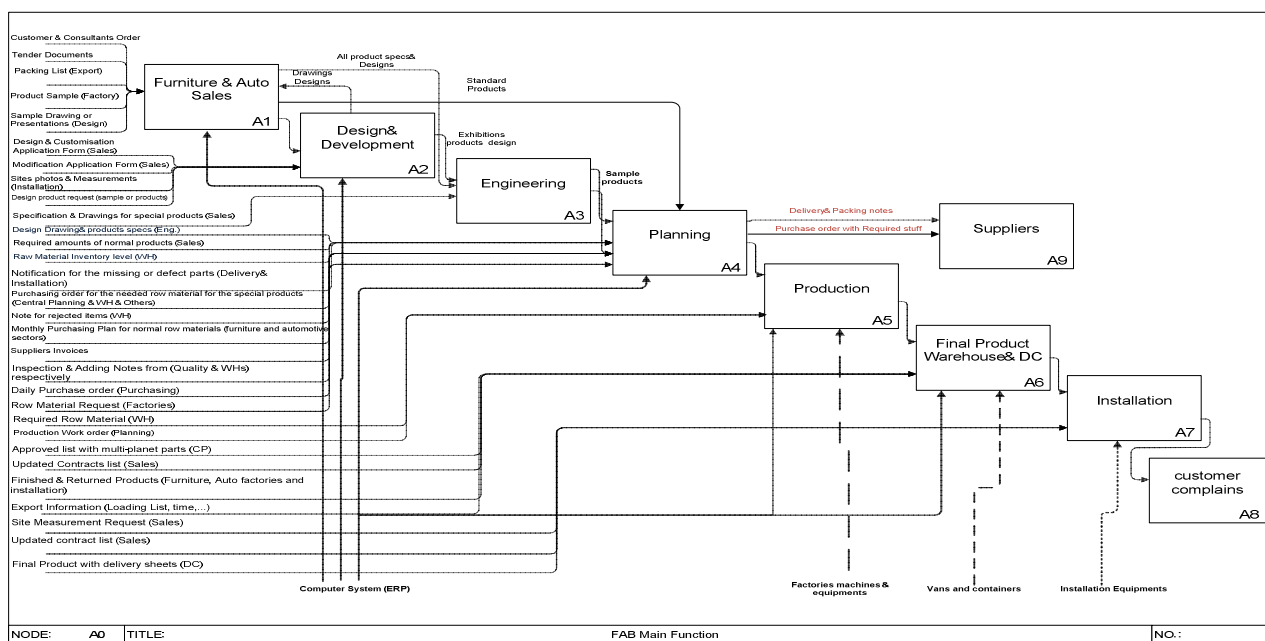 Customer & Consultants Order
Tender Documents
Packing List (Export)
Product Sample (Factory)
Sample Drawing or
Presentations (Design)
Design & Customisation
Application Form (Sales)
Modification Application Form (Sales)
Sites photos & Measurements
(Installation)
Design product request (sample or products)
Specification & Drawings for special products (Sales)
Design Drawing& products specs (Eng.)
Required amounts of normal products (Sales)
Raw Material Inventory level (WH)
Notification for the missing or defect parts (Delivery&
Installation)
Purchasing order for the needed row material for the special products
(Central Planning & WH & Others)
Note for rejected items (WH)
Monthly Purchasing Plan for normal row materials (furniture and automotive
sectors)
Suppliers Invoices
Inspection & Adding Notes from (Quality & WHs)
respectively
Daily Purchase order (Purchasing)
Row Material Request (Factories)
Required Row Material (WH)
Production Work order (Planning)
Approved list with multi-planet parts (CP)
Updated Contracts list (Sales)
Finished & Returned Products (Furniture, Auto factories and
installation)
Export Information (Loading List, time,...)
Site Measurement Request (Sales)
Updated contract list (Sales)
Final Product with delivery sheets (DC)
Furniture & Auto
Sales
A1
All product specs&
Designs
Drawings
Designs
Standard
Products
Design&
Development
A2
Exhibitions
products design
Engineering
A3
Sample
products
Planning
A4
Delivery& Packing notes
Purchase order with Required stuff
Suppliers
A9
Production
A5
Final Product
Warehouse& DC
A6
Installation
A7
customer
complains
A8
Computer System (ERP)
Factories machines &
equipments
Vans and containers
Installation Equipments
NODE: A0 TITLE: FAB Main Function NO.: